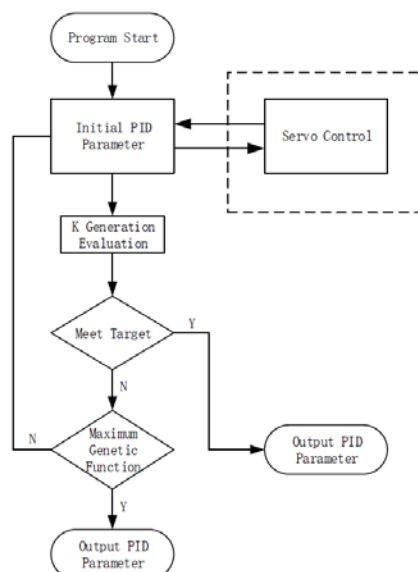 Program Start
Initial PID
Parameter
Servo Control
K Generation
Evaluation
Meet Target
Y
N
Maximum
Genetic
Function
N
Y
Output PID
Parameter
Output PID
Parameter